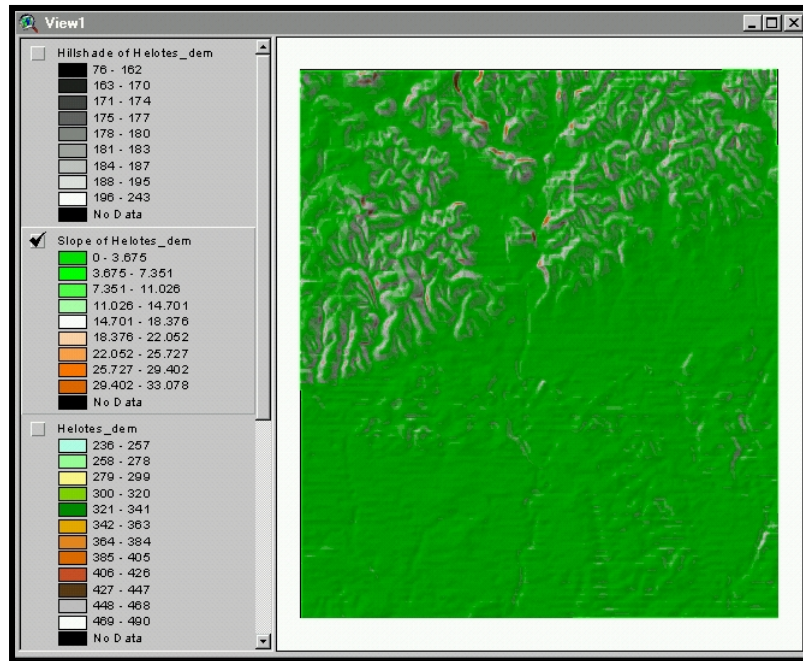 View1
Hillshade of Helotes_dem
76 - 162
163 - 170
171 - 174
175 - 177
178 - 180
181 - 183
184 - 187
188 - 195
196 - 243
No Data
Slope of Helotes_dem
0 - 3.675
3.675 - 7.351
7.351 - 11.026
11.026 - 14.701
14.701 - 18.376
18.376 - 22.052
22.052 - 25.727
25.727 - 29.402
29.402 - 33.078
No Data
Helotes_dem
236 - 257
258 - 278
279 - 299
300 - 320
321 - 341
342 - 363
364 - 384
385 - 405
406 - 426
427 - 447
448 - 468
469 - 490
No Data